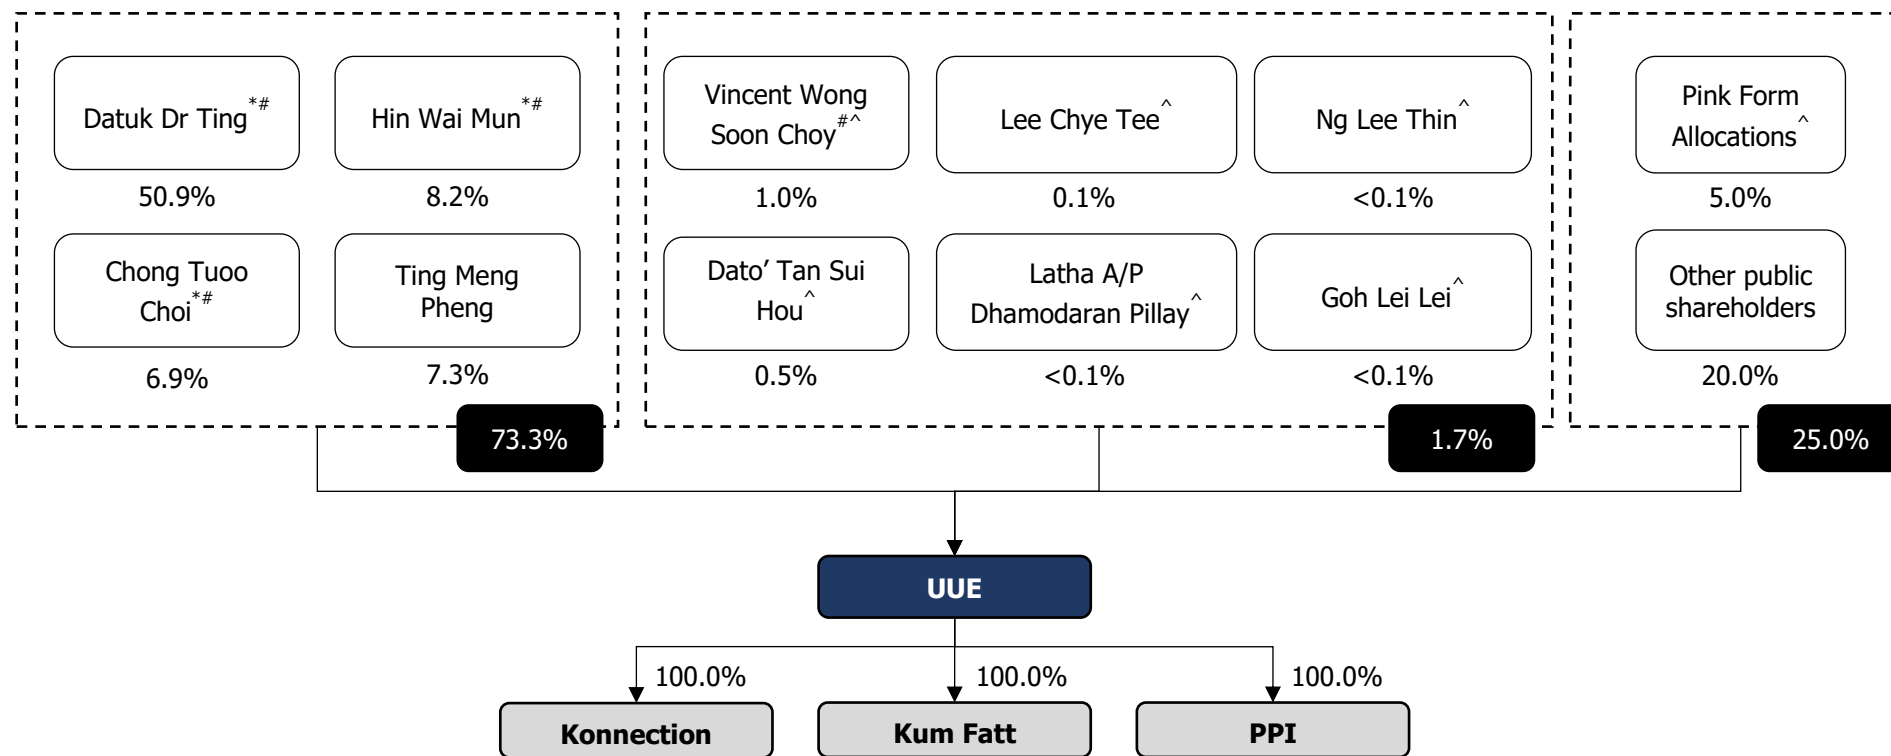 Datuk Dr Ting*#
50.9%
Hin Wai Mun*#
8.2%
Chong Tuoo
Choi*#
6.9%
Ting Meng
Pheng
7.3%
73.3%
Vincent Wong
Soon Choy#^
1.0%
Lee Chye Tee^
0.1%
Ng Lee Thin^
<0.1%
Dato’ Tan Sui
Hou^
0.5%
Latha A/P
Dhamodaran Pillay^
<0.1%
Goh Lei Lei^
<0.1%
1.7%
Pink Form
Allocations^
5.0%
Other public
shareholders
20.0%
25.0%
UUE
100.0%
100.0%
100.0%
Konnection
Kum Fatt
PPI